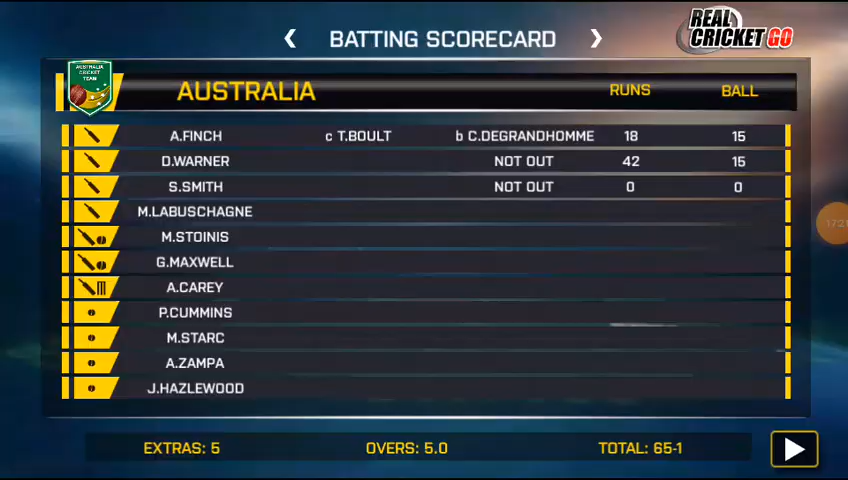 BATTING SCORECARD
REAL CRICKET GO
AUSTRALIA CRICKET TEAM
AUSTRALIA RUNS BALL
A.FINCH c T.BOULT b C.DEGRANDHOMME 18 15
D.WARNER NOT OUT 42 15
S.SMITH NOT OUT 0 0
M.LABUSCHAGNE
M.STOINIS
G.MAXWELL
A.CAREY
P.CUMMINS
M.STARC
A.ZAMPA
J.HAZLEWOOD
EXTRAS: 5 OVERS: 5.0 TOTAL: 65-1